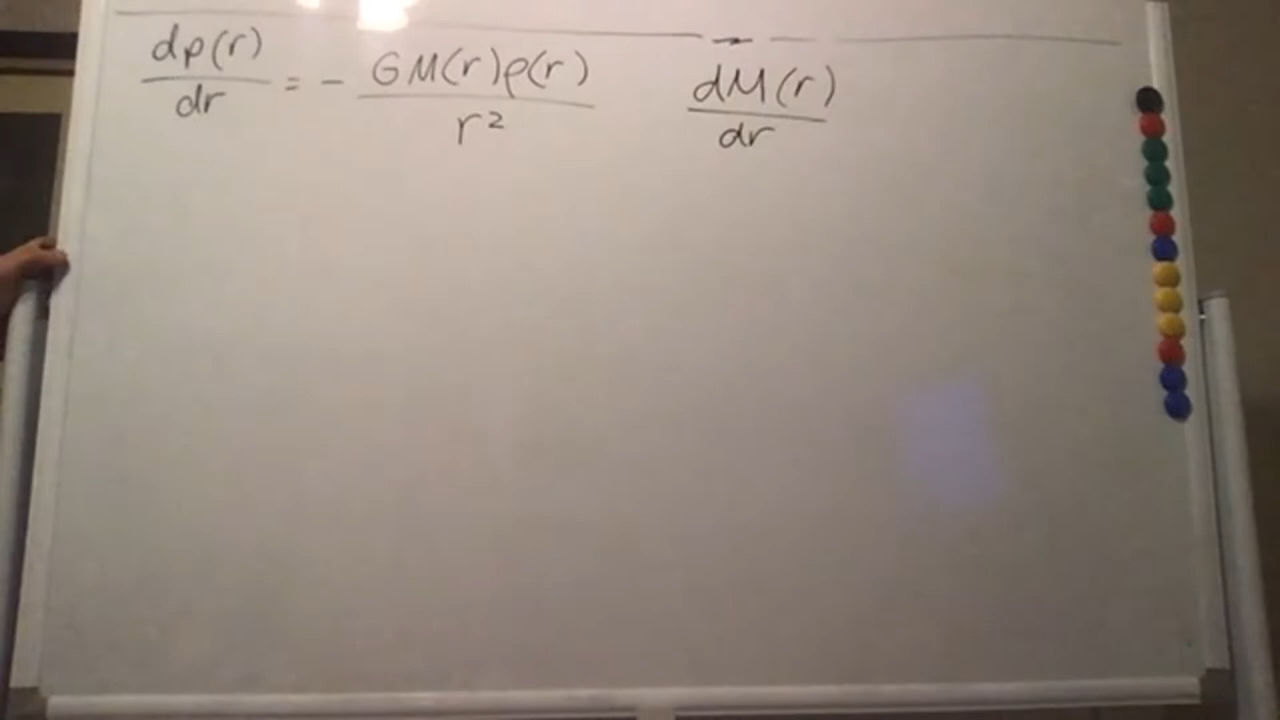 dp(r)/dr = - GM(r)ρ(r)/r² dM(r)/dr